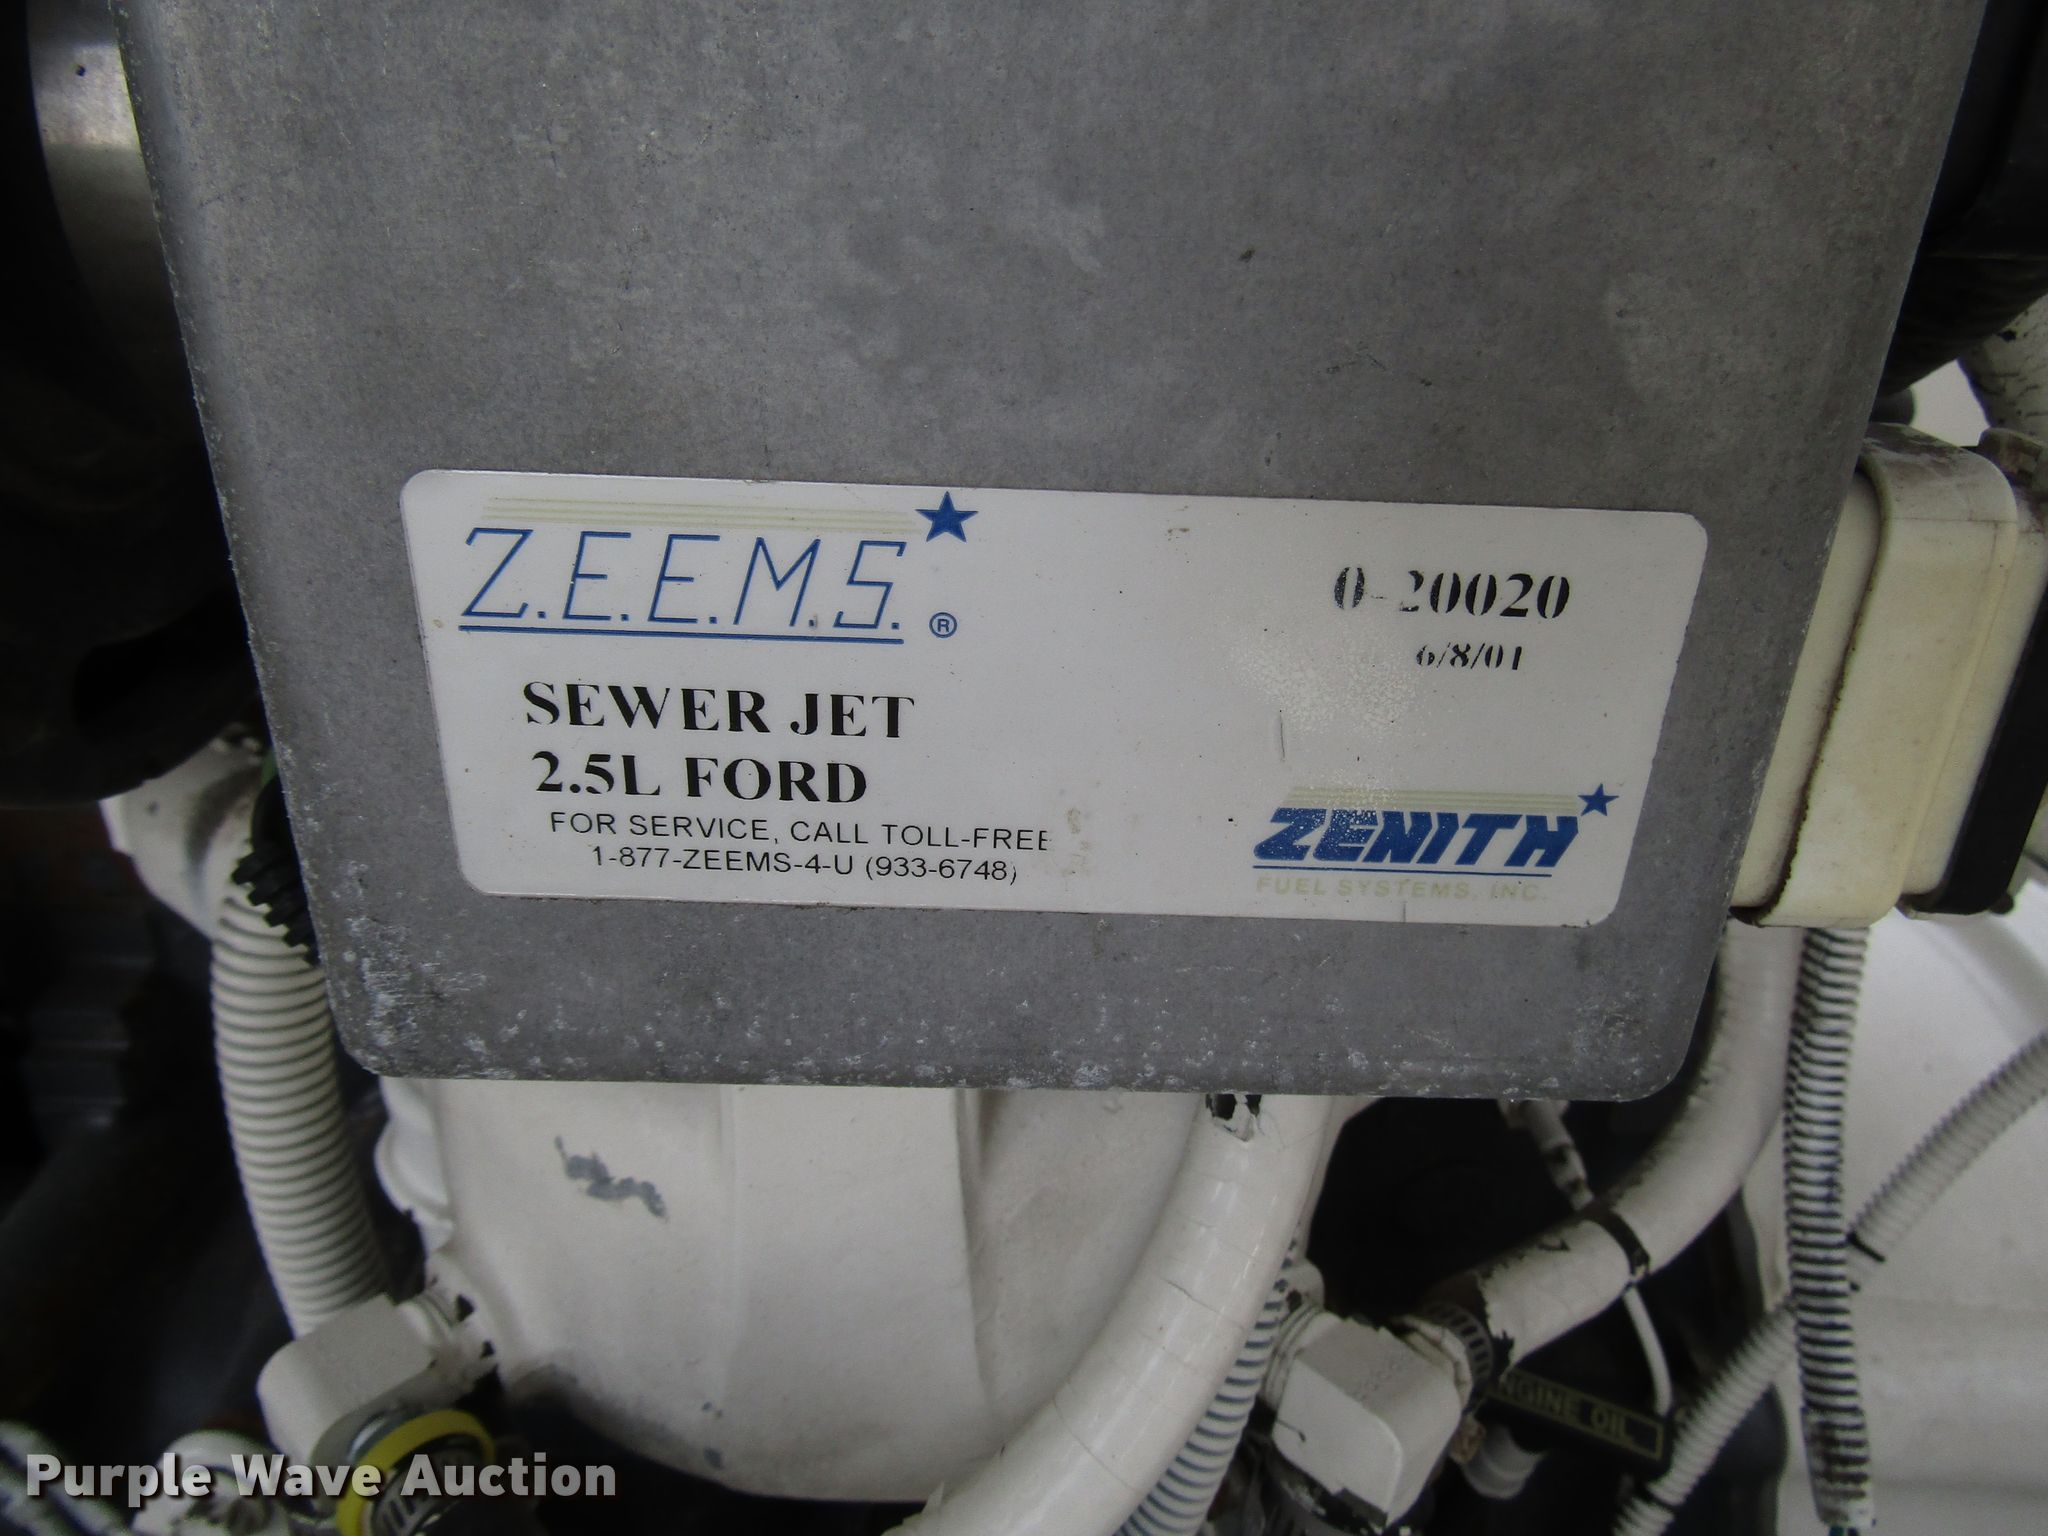 Z.E.E.M.S.®
0-20020
6/8/01
SEWER JET
2.5L FORD
FOR SERVICE, CALL TOLL-FREE
1-877-ZEEMS-4-U (933-6748)
ZENITH
FUEL SYSTEMS, INC.
ENGINE OIL
Purple Wave Auction